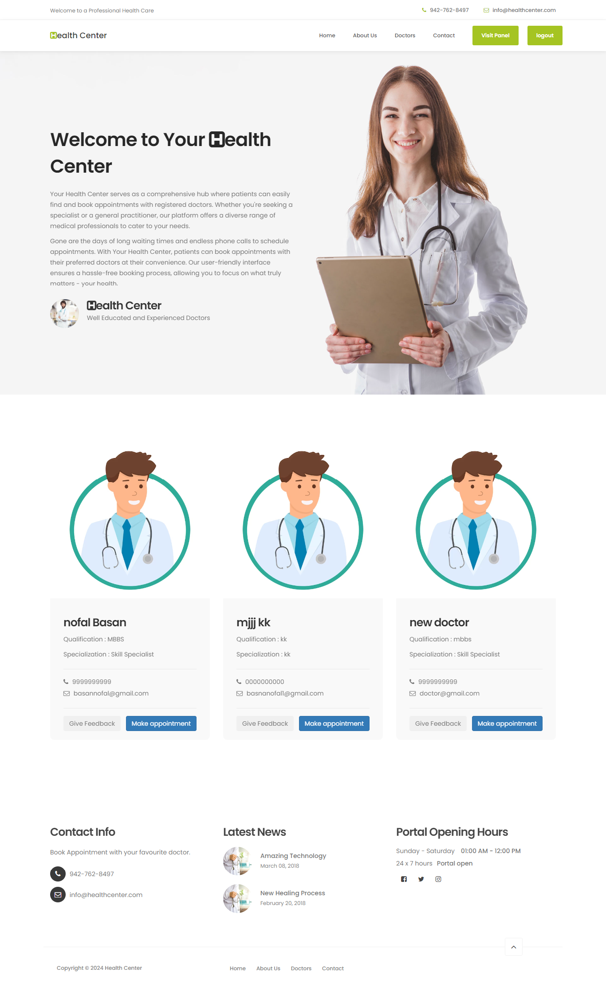 Welcome to a Professional Health Care
942-762-8497
info@healthcenter.com
Health Center
Home
About Us
Doctors
Contact
Visit Panel
logout
Welcome to Your Health
Center
Your Health Center serves as a comprehensive hub where patients can easily
find and book appointments with registered doctors. Whether you're seeking a
specialist or a general practitioner, our platform offers a diverse range of
medical professionals to cater to your needs.
Gone are the days of long waiting times and endless phone calls to schedule
appointments. With Your Health Center, patients can book appointments with
their preferred doctors at their convenience. Our user-friendly interface
ensures a hassle-free booking process, allowing you to focus on what truly
matters - your health.
Health Center
Well Educated and Experienced Doctors
nofal Basan
Qualification : MBBS
Specialization : Skill Specialist
9999999999
basannofal@gmail.com
Give Feedback
Make appointment
mjjj kk
Qualification : kk
Specialization : kk
0000000000
basnanofal1@gmail.com
Give Feedback
Make appointment
new doctor
Qualification : mbbs
Specialization : Skill Specialist
9999999999
doctor@gmail.com
Give Feedback
Make appointment
Contact Info
Book Appointment with your favourite doctor.
942-762-8497
info@healthcenter.com
Latest News
Amazing Technology
March 08, 2018
New Healing Process
February 20, 2018
Portal Opening Hours
Sunday - Saturday 01:00 AM - 12:00 PM
24 x 7 hours Portal open
Copyright © 2024 Health Center
Home
About Us
Doctors
Contact